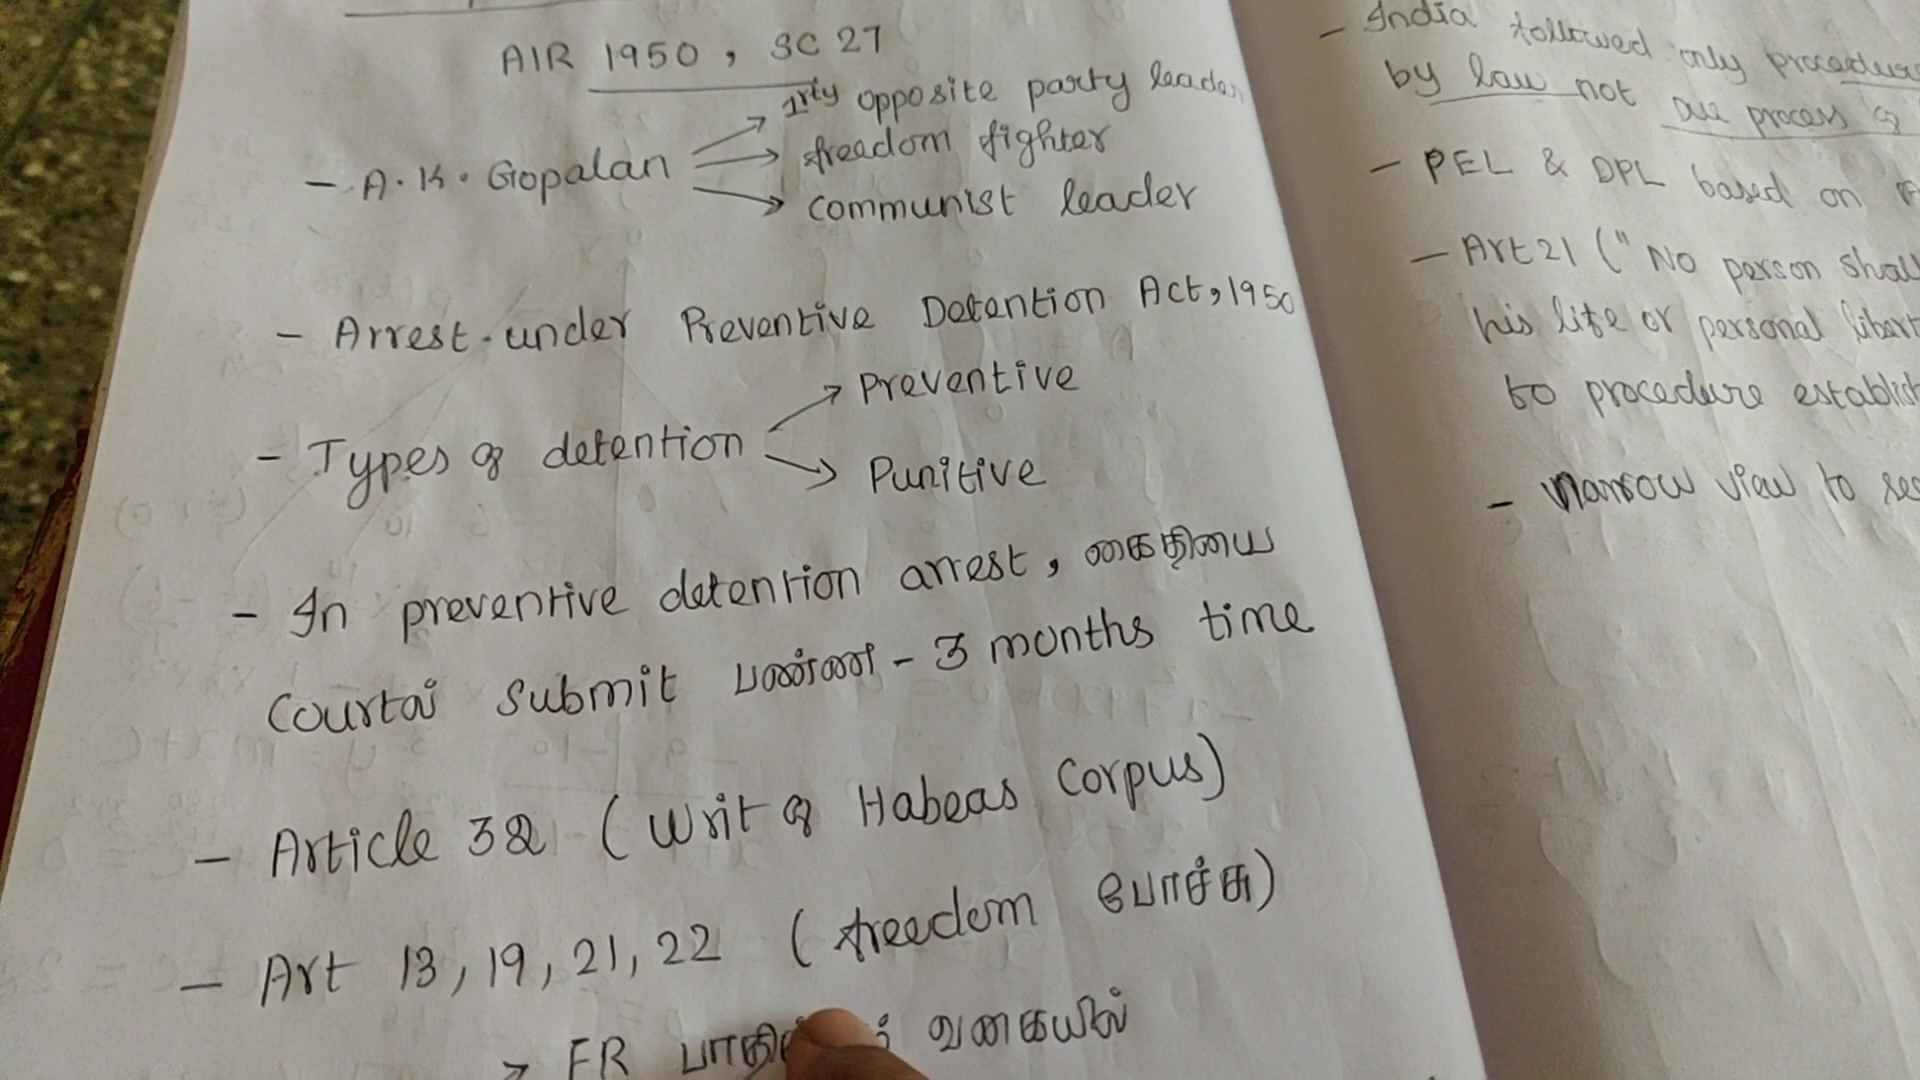 AIR 1950, SC 27
- A.K. Gopalan → 1rty opposite party leader
→ freedom fighter
→ communist leader
- Arrest under Preventive Detention Act, 1950
- Types of detention → Preventive
→ Punitive
- In preventive detention arrest, கைதியை
Courtல் submit பண்ண - 3 months time
- Article 32 (Writ of Habeas Corpus)
- Art 13, 19, 21, 22 (freedom போச்சு)
→ FR வகையில்
- India followed only procedure
by law not due process of
- PEL & DPL based on
- Art 21 ("No person shall
his life or personal
to procedure
- Narrow view to